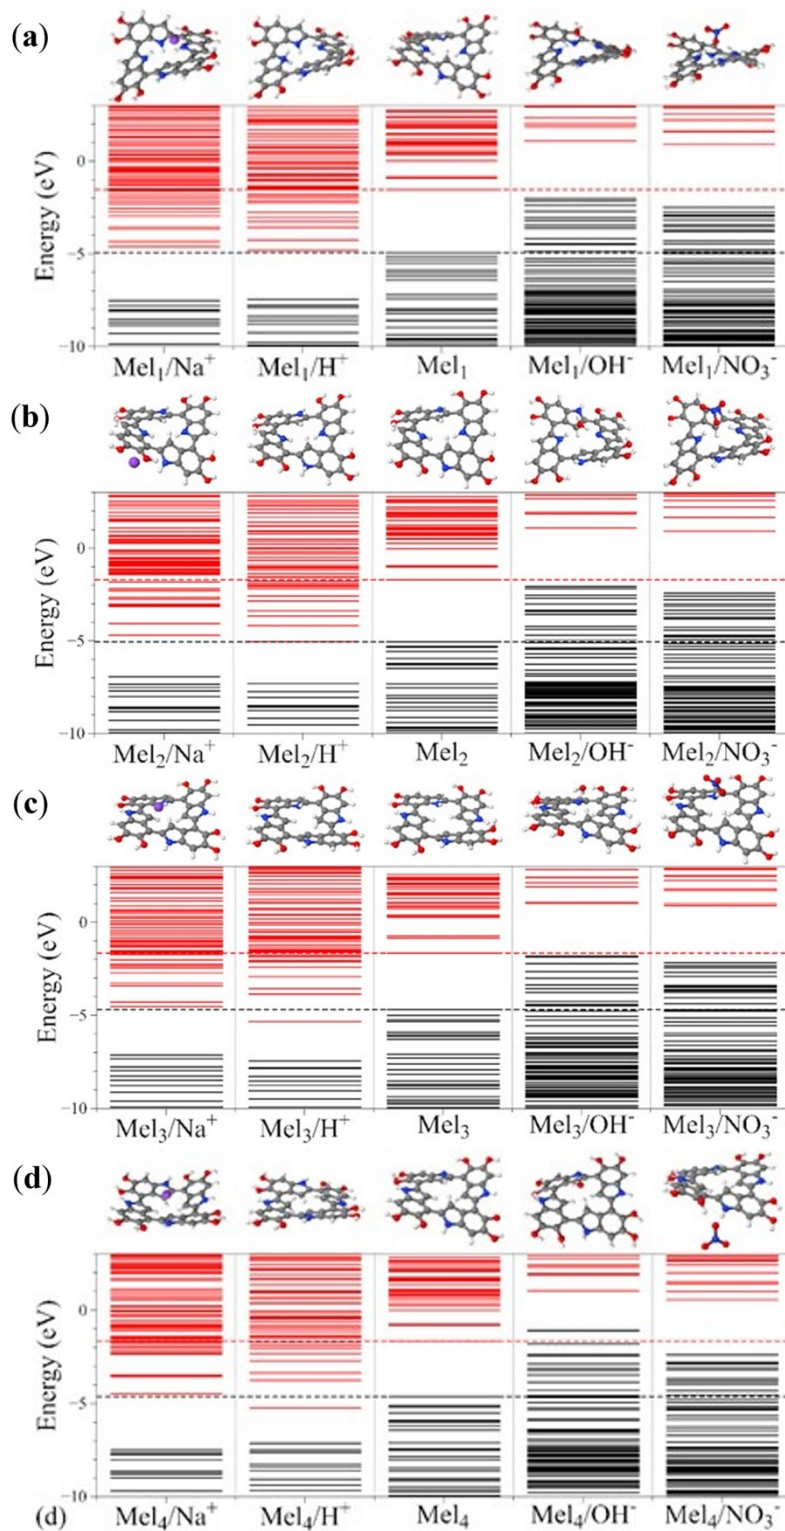 (a)
Energy (eV)
0
−5
−10
Mel₁/Na⁺ Mel₁/H⁺ Mel₁ Mel₁/OH⁻ Mel₁/NO₃⁻
(b)
Energy (eV)
0
−5
−10
Mel₂/Na⁺ Mel₂/H⁺ Mel₂ Mel₂/OH⁻ Mel₂/NO₃⁻
(c)
Energy (eV)
0
−5
−10
Mel₃/Na⁺ Mel₃/H⁺ Mel₃ Mel₃/OH⁻ Mel₃/NO₃⁻
(d)
Energy (eV)
0
−5
−10
(d) Mel₄/Na⁺ Mel₄/H⁺ Mel₄ Mel₄/OH⁻ Mel₄/NO₃⁻